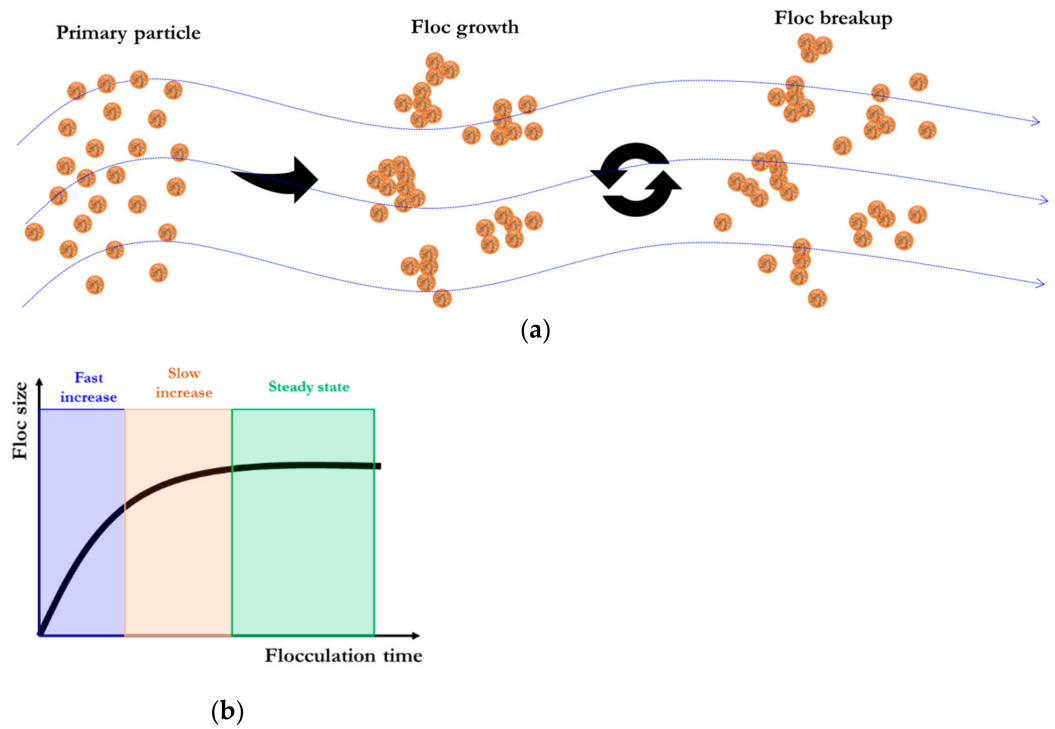 Primary particle
Floc growth
Floc breakup
(a)
Fast
increase
Slow
increase
Steady state
Floc size
Flocculation time
(b)